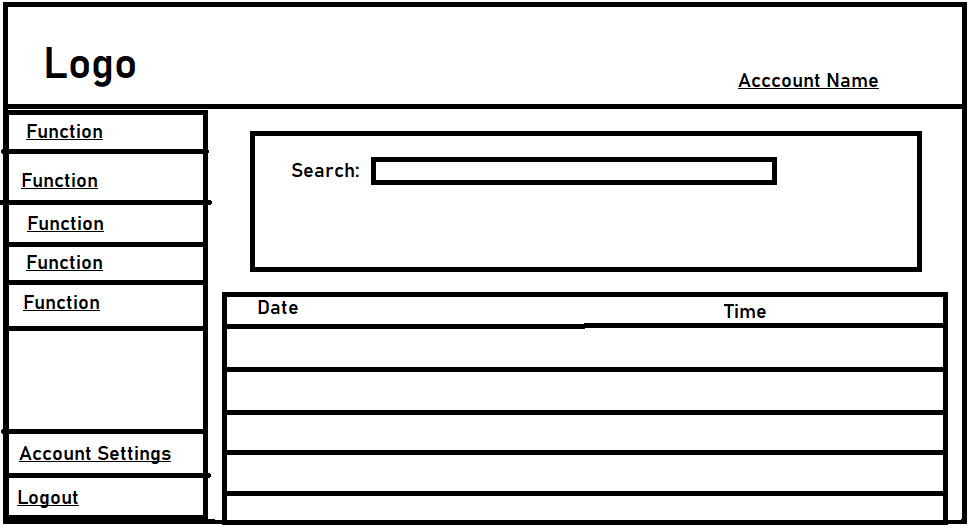 Logo
Acccount Name
Function
Function
Function
Function
Function
Account Settings
Logout
Search:
Date
Time